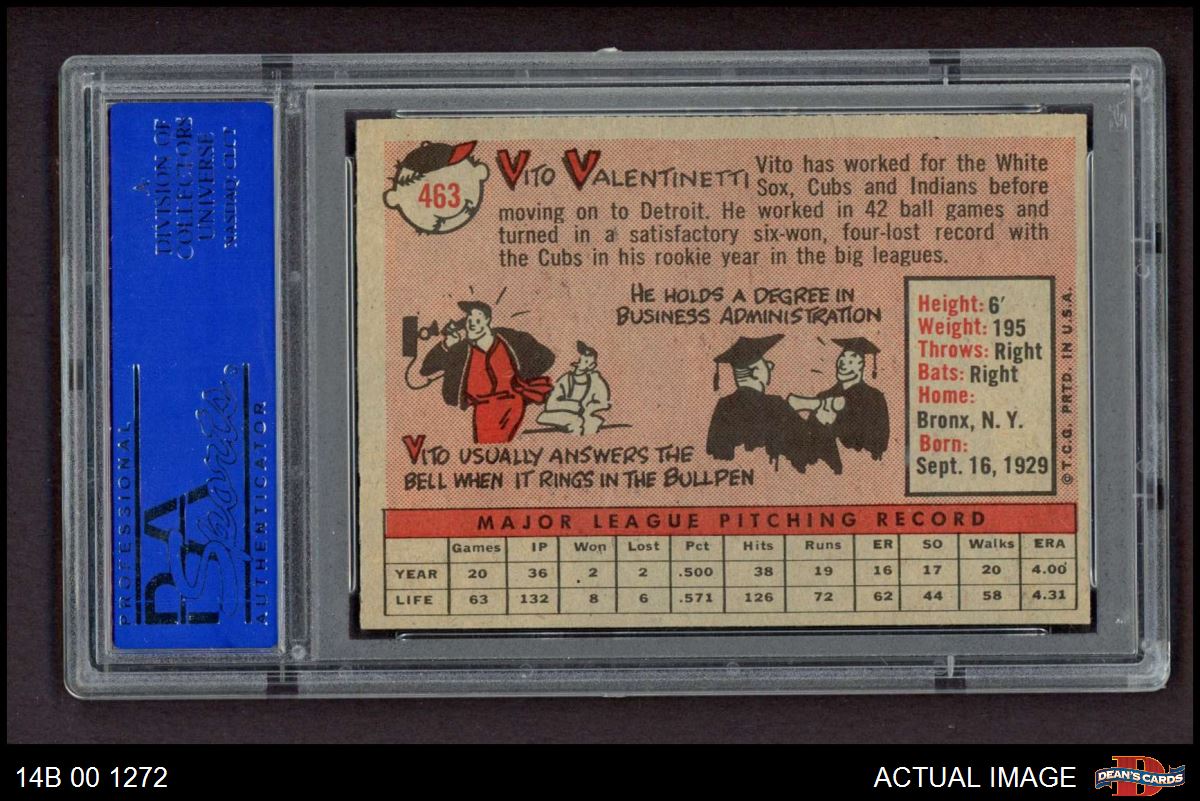 A
DIVISION OF
COLLECTORS
UNIVERSE
NASDAQ: CLCT
PROFESSIONAL
PSA
Sports
AUTHENTICATOR
463
VITO VALENTINETTI
Vito has worked for the White
Sox, Cubs and Indians before
moving on to Detroit. He worked in 42 ball games and
turned in a satisfactory six-won, four-lost record with
the Cubs in his rookie year in the big leagues.
HE HOLDS A DEGREE IN
BUSINESS ADMINISTRATION
VITO USUALLY ANSWERS THE
BELL WHEN IT RINGS IN THE BULLPEN
Height: 6'
Weight: 195
Throws: Right
Bats: Right
Home:
Bronx, N. Y.
Born:
Sept. 16, 1929
© T.C.G. PRTD. IN U.S.A.
MAJOR LEAGUE PITCHING RECORD
Games IP Won Lost Pct Hits Runs ER SO Walks ERA
YEAR 20 36 2 2 .500 38 19 16 17 20 4.00
LIFE 63 132 8 6 .571 126 72 62 44 58 4.31
14B 00 1272
ACTUAL IMAGE
DEAN'S CARDS